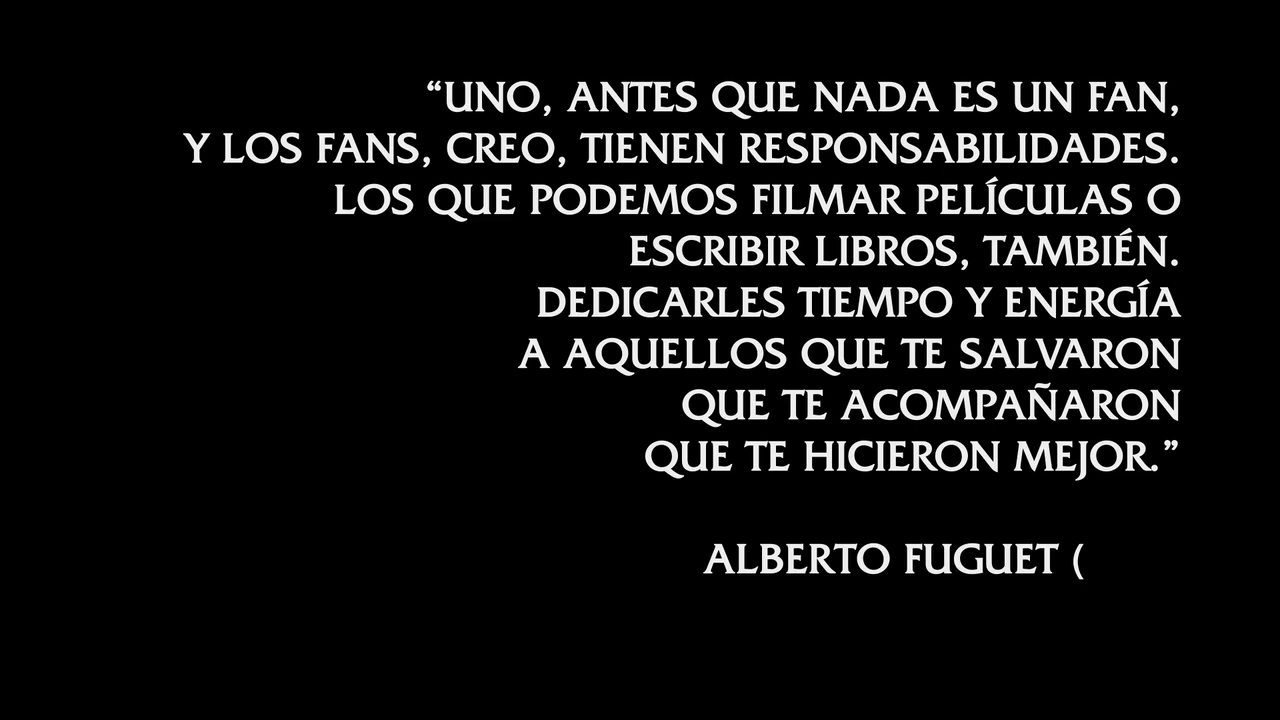 “UNO, ANTES QUE NADA ES UN FAN,
Y LOS FANS, CREO, TIENEN RESPONSABILIDADES.
LOS QUE PODEMOS FILMAR PELÍCULAS O
ESCRIBIR LIBROS, TAMBIÉN.
DEDICARLES TIEMPO Y ENERGÍA
A AQUELLOS QUE TE SALVARON
QUE TE ACOMPAÑARON
QUE TE HICIERON MEJOR.”
ALBERTO FUGUET (